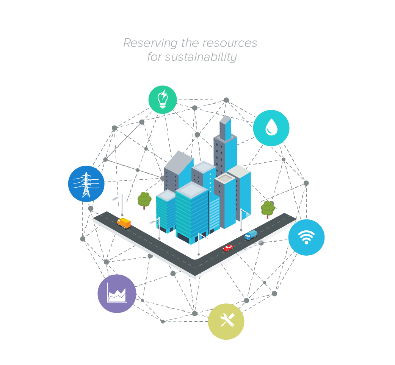 Reserving the resources
for sustainability